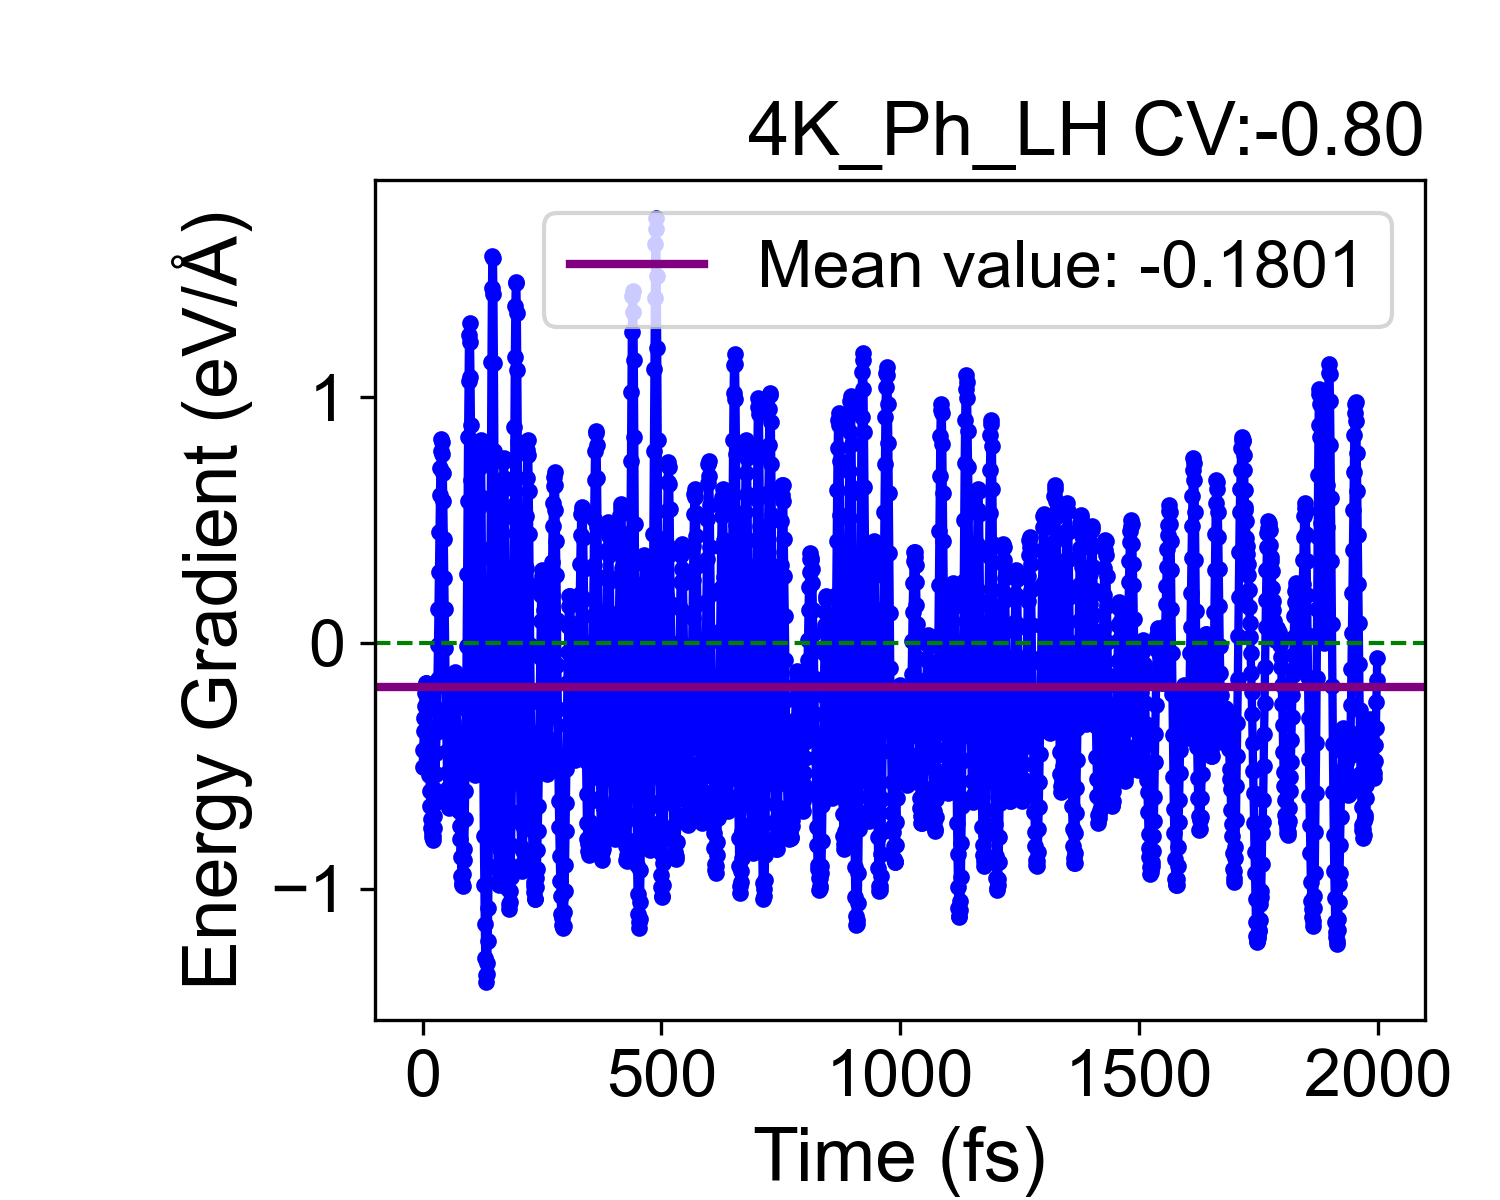 4K_Ph_LH CV:-0.80
Mean value: -0.1801
Energy Gradient (eV/Å)
1
0
−1
0 500 1000 1500 2000
Time (fs)